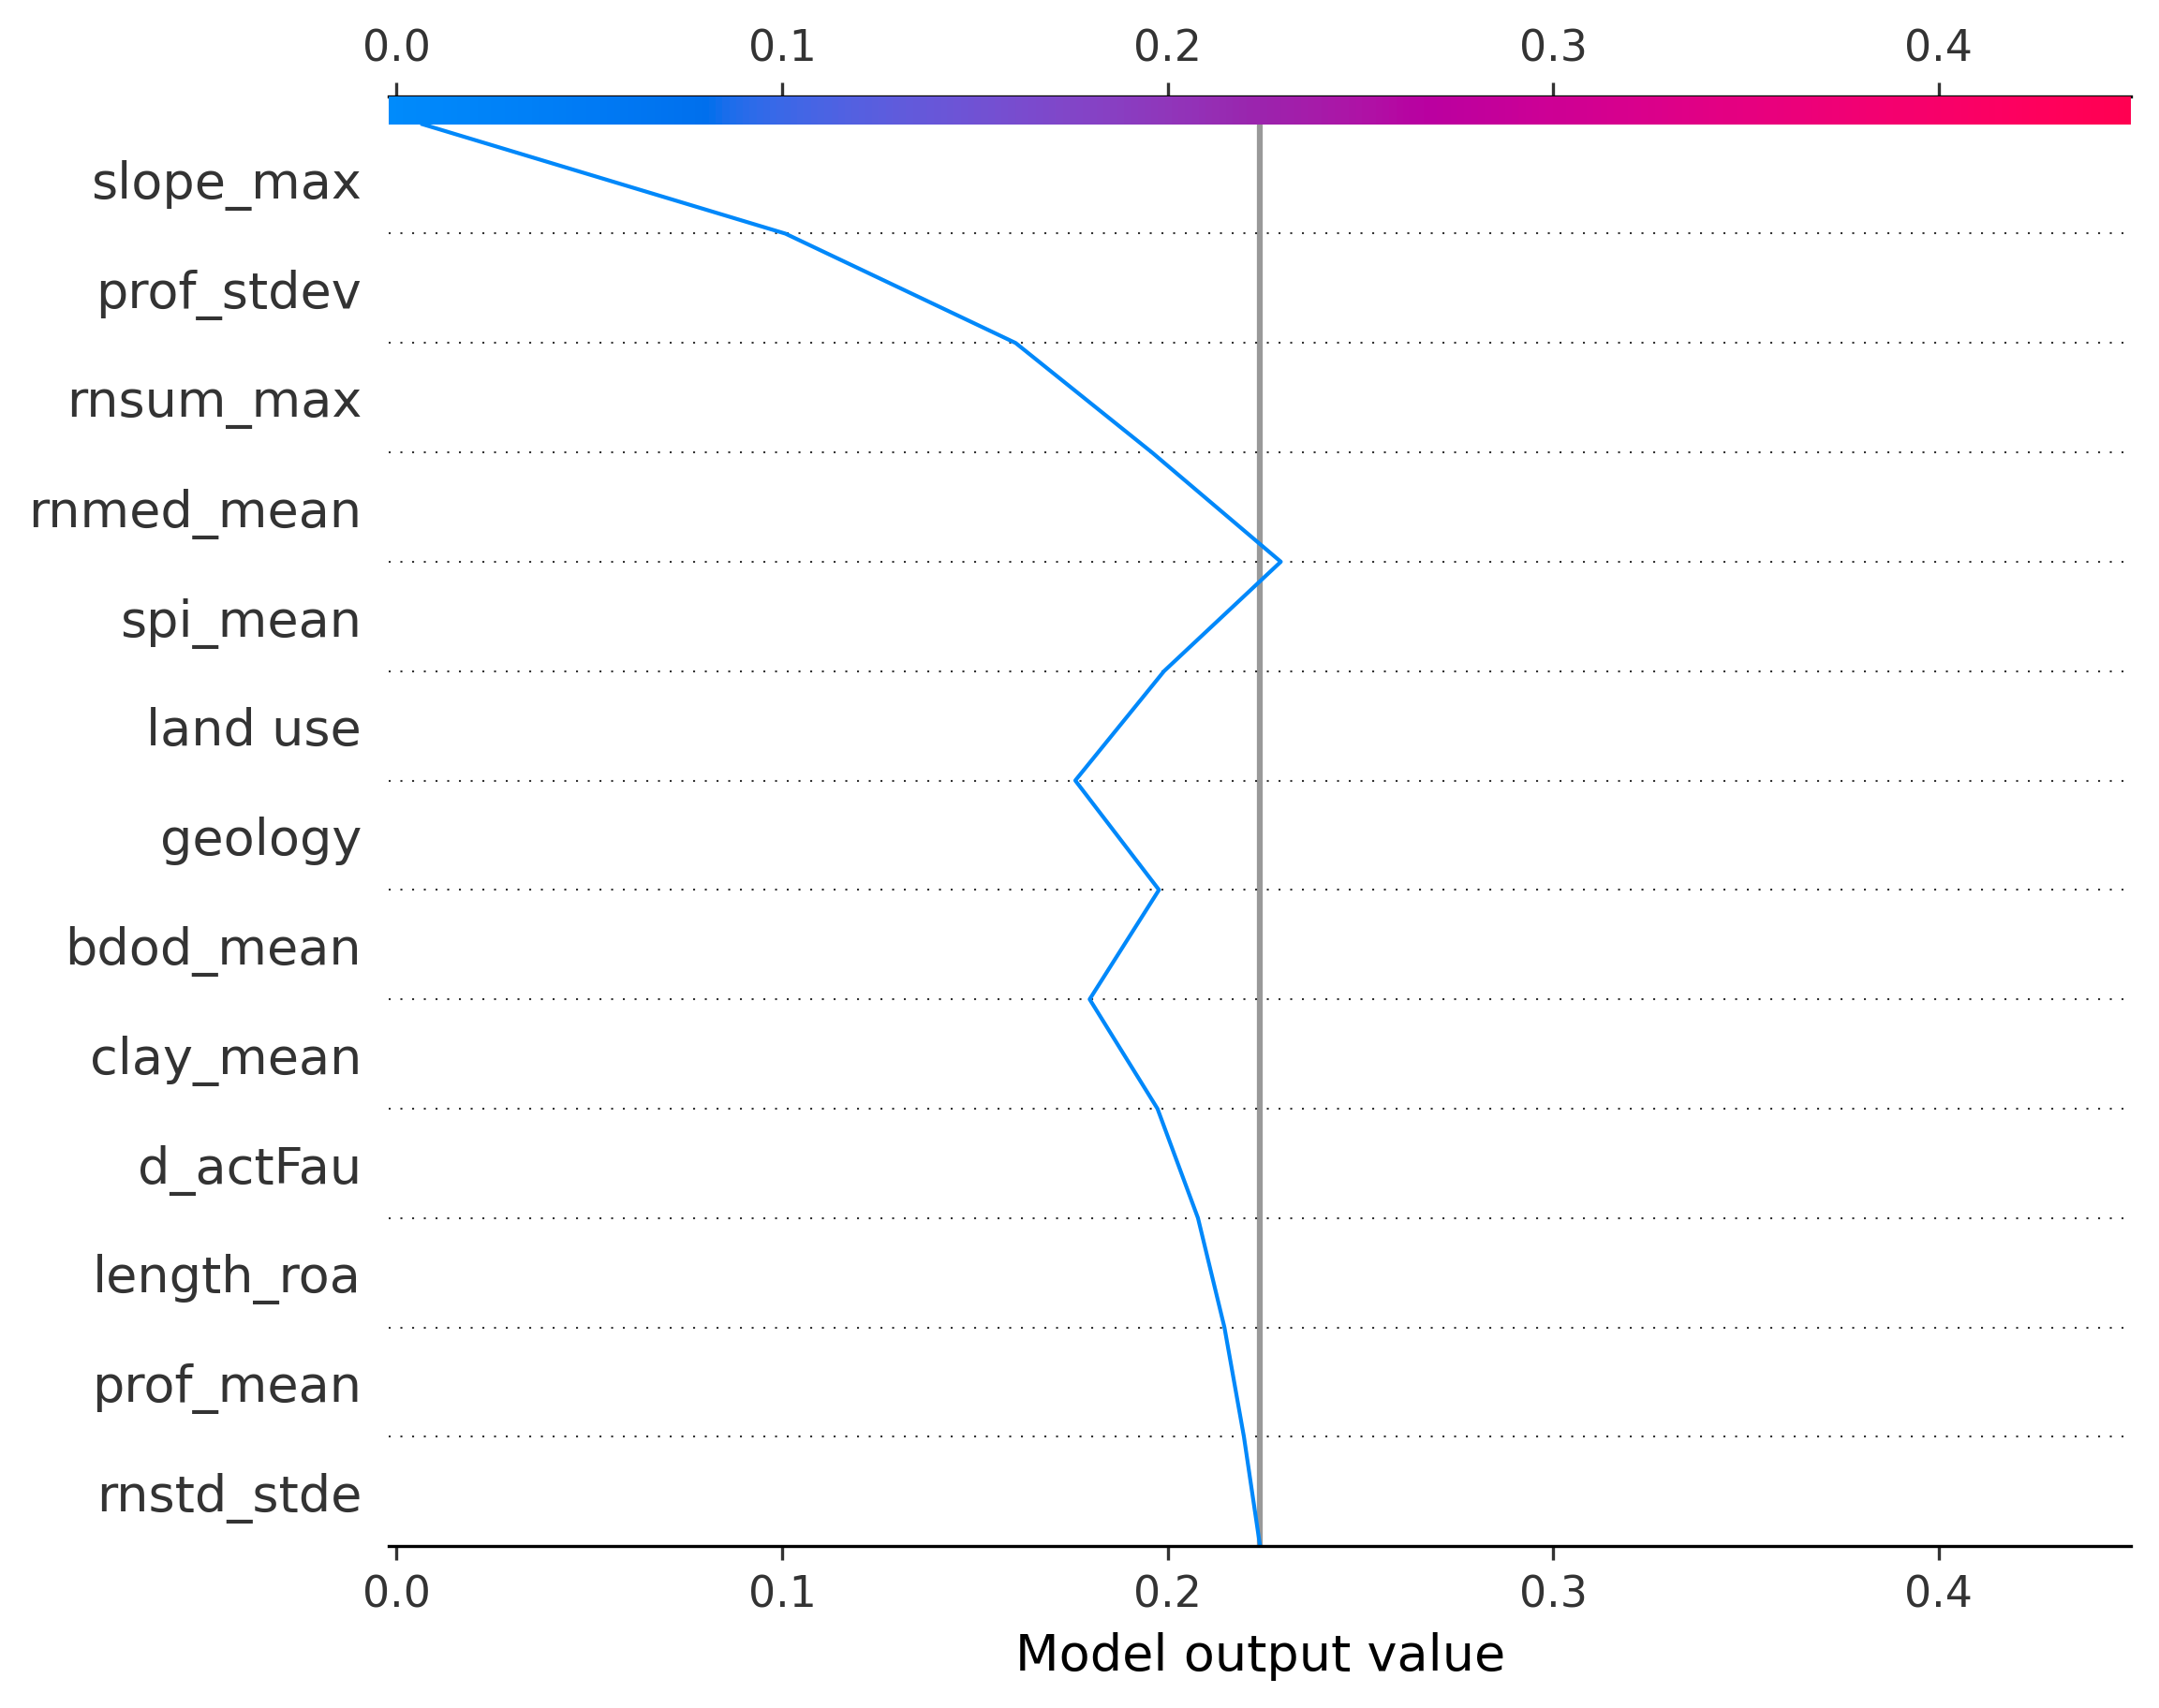 0.0 0.1 0.2 0.3 0.4
slope_max
prof_stdev
rnsum_max
rnmed_mean
spi_mean
land use
geology
bdod_mean
clay_mean
d_actFau
length_roa
prof_mean
rnstd_stde
0.0 0.1 0.2 0.3 0.4
Model output value